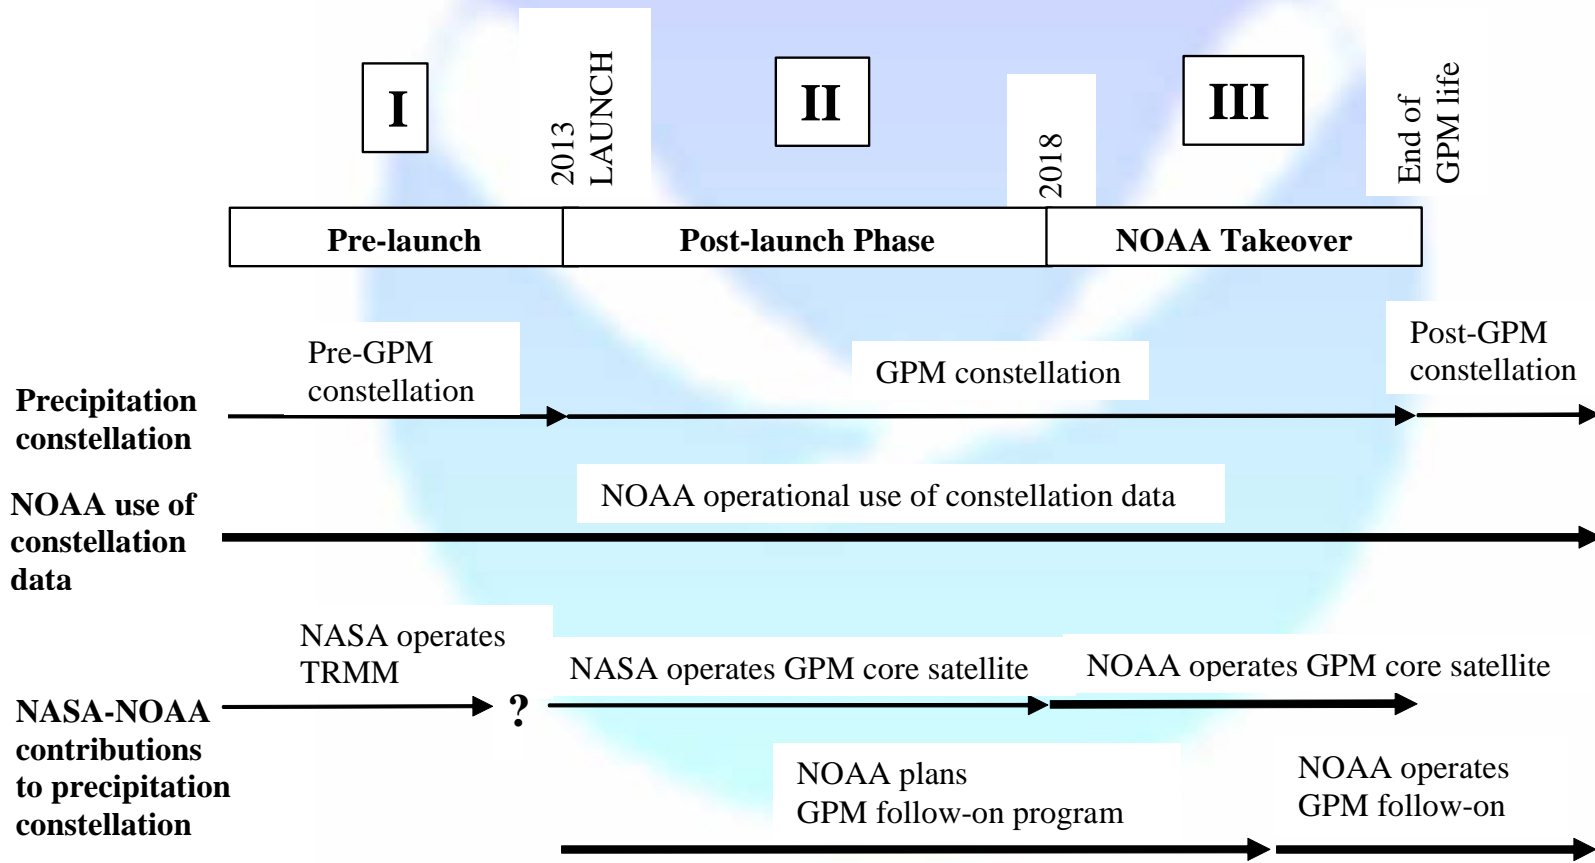 I
2013
LAUNCH
II
2018
III
End of
GPM life
Pre-launch
Post-launch Phase
NOAA Takeover
Precipitation
constellation
Pre-GPM
constellation
GPM constellation
Post-GPM
constellation
NOAA use of
constellation
data
NOAA operational use of constellation data
NASA-NOAA
contributions
to precipitation
constellation
NASA operates
TRMM
?
NASA operates GPM core satellite
NOAA operates GPM core satellite
NOAA plans
GPM follow-on program
NOAA operates
GPM follow-on